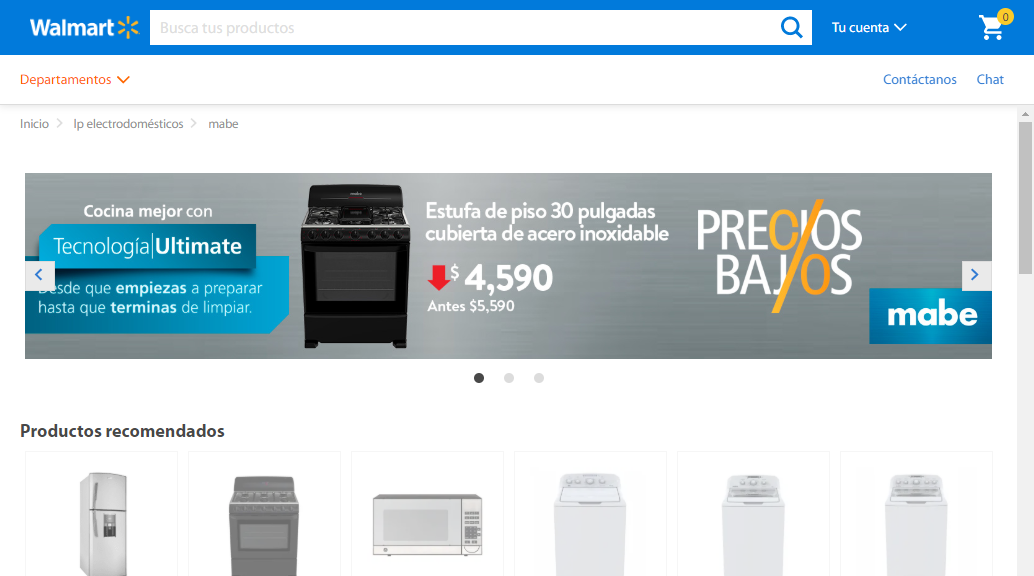 Walmart
Busca tus productos
Tu cuenta
0
Departamentos
Contáctanos
Chat
Inicio
lp electrodomésticos
mabe
Cocina mejor con
Tecnología|Ultimate
Desde que empiezas a preparar
hasta que terminas de limpiar.
Estufa de piso 30 pulgadas
cubierta de acero inoxidable
$4,590
Antes $5,590
PRECIOS
BAJOS
mabe
Productos recomendados